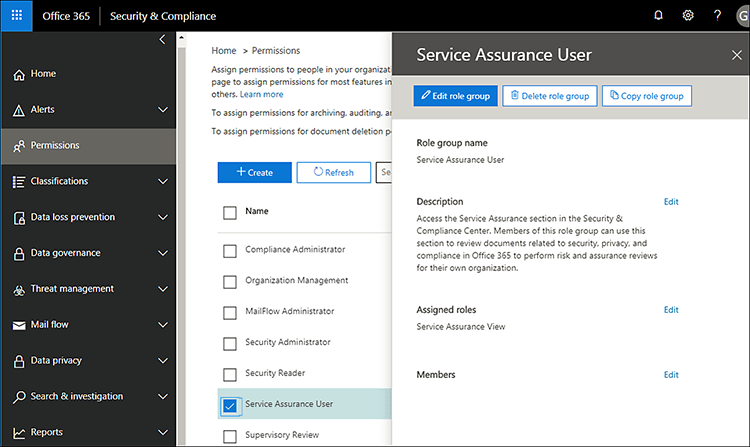 Office 365
Security & Compliance
?
G
Home
Alerts
Permissions
Classifications
Data loss prevention
Data governance
Threat management
Mail flow
Data privacy
Search & investigation
Reports
Home > Permissions
Assign permissions to people in your organizat
page to assign permissions for most features in
others. Learn more
To assign permissions for archiving, auditing, an
To assign permissions for document deletion po
+ Create
Refresh
Sea
Name
Compliance Administrator
Organization Management
MailFlow Administrator
Security Administrator
Security Reader
Service Assurance User
Supervisory Review
Service Assurance User
Edit role group
Delete role group
Copy role group
Role group name
Service Assurance User
Description
Edit
Access the Service Assurance section in the Security &
Compliance Center. Members of this role group can use this
section to review documents related to security, privacy, and
compliance in Office 365 to perform risk and assurance reviews
for their own organization.
Assigned roles
Edit
Service Assurance View
Members
Edit